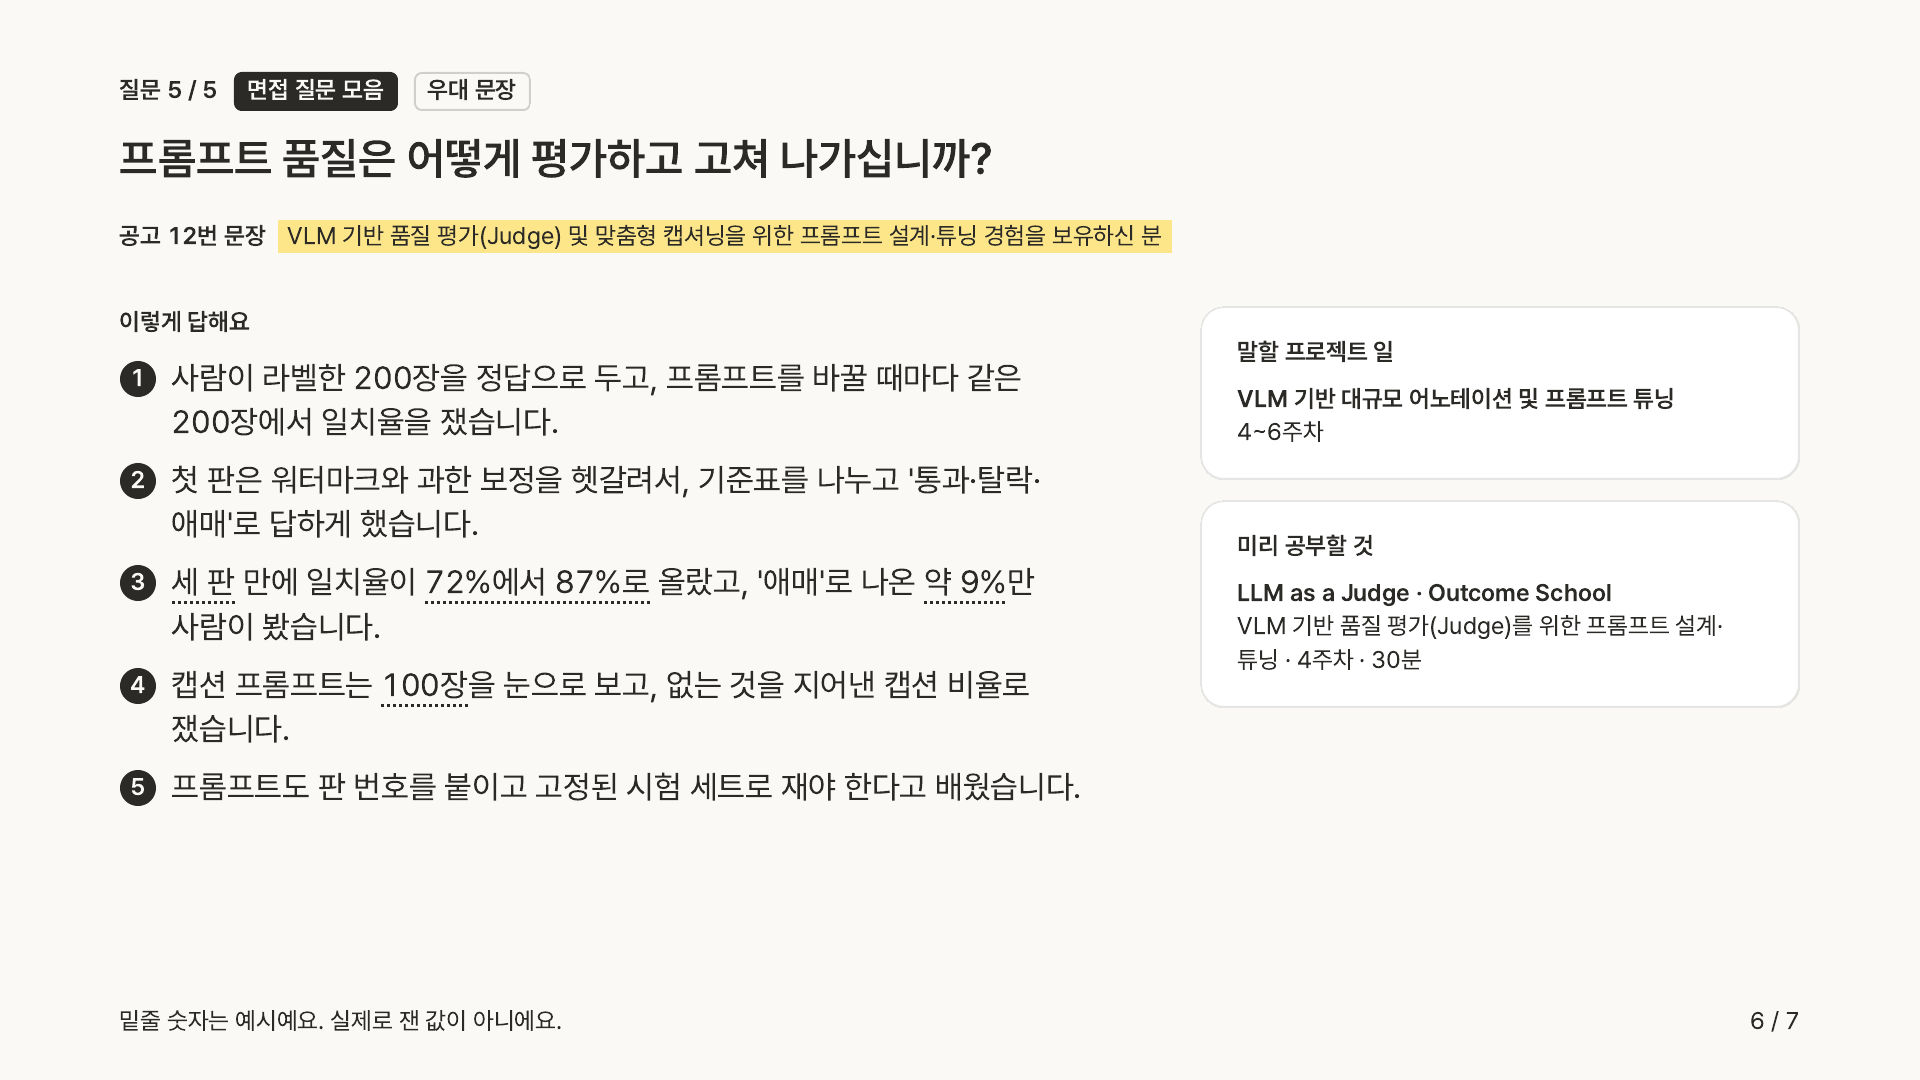 질문 5 / 5 면접 질문 모음 우대 문장
프롬프트 품질은 어떻게 평가하고 고쳐 나가십니까?
공고 12번 문장 VLM 기반 품질 평가(Judge) 및 맞춤형 캡셔닝을 위한 프롬프트 설계·튜닝 경험을 보유하신 분
이렇게 답해요
1 사람이 라벨한 200장을 정답으로 두고, 프롬프트를 바꿀 때마다 같은
200장에서 일치율을 쟀습니다.
2 첫 판은 워터마크와 과한 보정을 헷갈려서, 기준표를 나누고 '통과·탈락·
애매'로 답하게 했습니다.
3 세 판 만에 일치율이 72%에서 87%로 올랐고, '애매'로 나온 약 9%만
사람이 봤습니다.
4 캡션 프롬프트는 100장을 눈으로 보고, 없는 것을 지어낸 캡션 비율로
쟀습니다.
5 프롬프트도 판 번호를 붙이고 고정된 시험 세트로 재야 한다고 배웠습니다.
말할 프로젝트 일
VLM 기반 대규모 어노테이션 및 프롬프트 튜닝
4~6주차
미리 공부할 것
LLM as a Judge · Outcome School
VLM 기반 품질 평가(Judge)를 위한 프롬프트 설계·
튜닝 · 4주차 · 30분
밑줄 숫자는 예시예요. 실제로 잰 값이 아니에요.
6 / 7